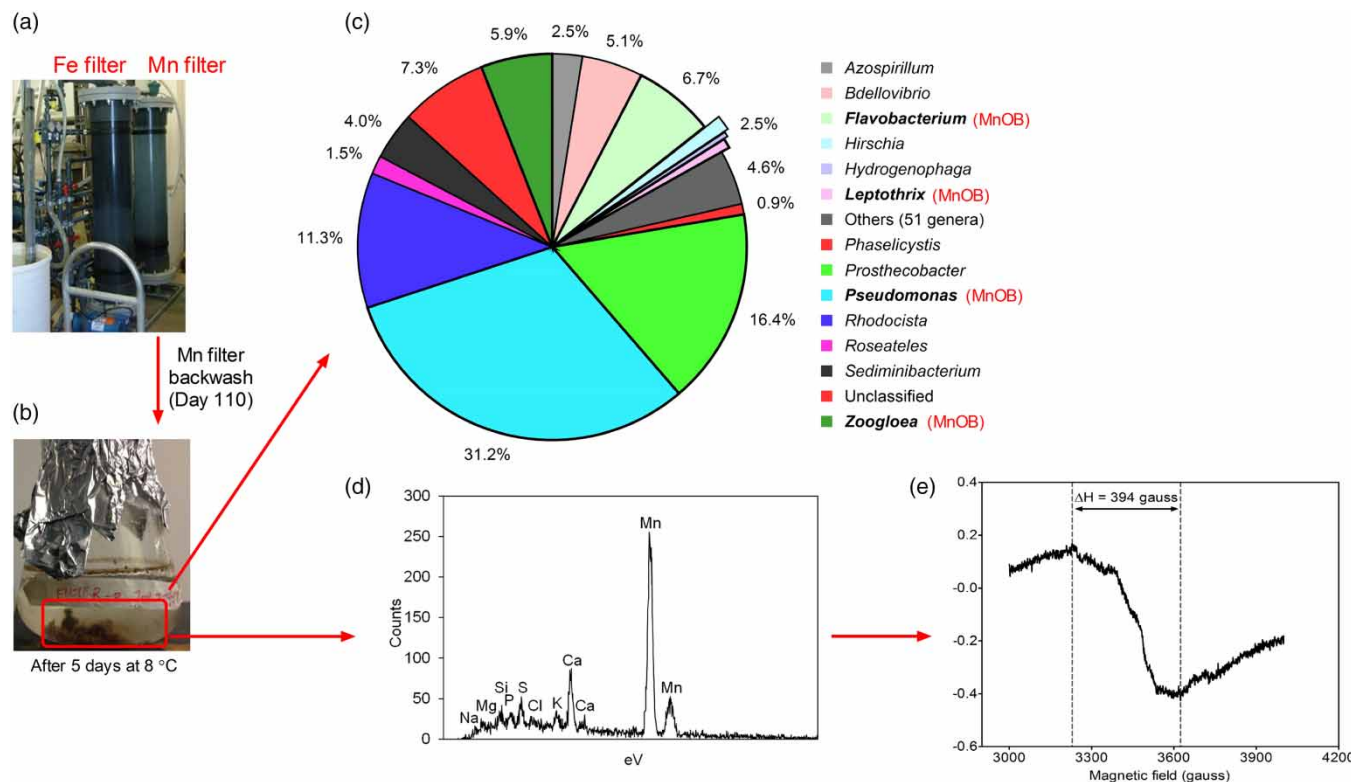 (a)
Fe filter Mn filter
Mn filter
backwash
(Day 110)
(b)
After 5 days at 8 °C
(c)
5.9%
2.5%
5.1%
6.7%
2.5%
4.6%
0.9%
16.4%
31.2%
11.3%
1.5%
4.0%
7.3%
Azospirillum
Bdellovibrio
Flavobacterium (MnOB)
Hirschia
Hydrogenophaga
Leptothrix (MnOB)
Others (51 genera)
Phaselicystis
Prosthecobacter
Pseudomonas (MnOB)
Rhodocista
Roseateles
Sediminibacterium
Unclassified
Zoogloea (MnOB)
(d)
300
250
200
150
100
50
0
Counts
Na
Mg
Si
P
S
Cl
K
Ca
Ca
Mn
Mn
eV
(e)
0.4
0.2
-0.0
-0.2
-0.4
-0.6
ΔH = 394 gauss
3000 3300 3600 3900 4200
Magnetic field (gauss)